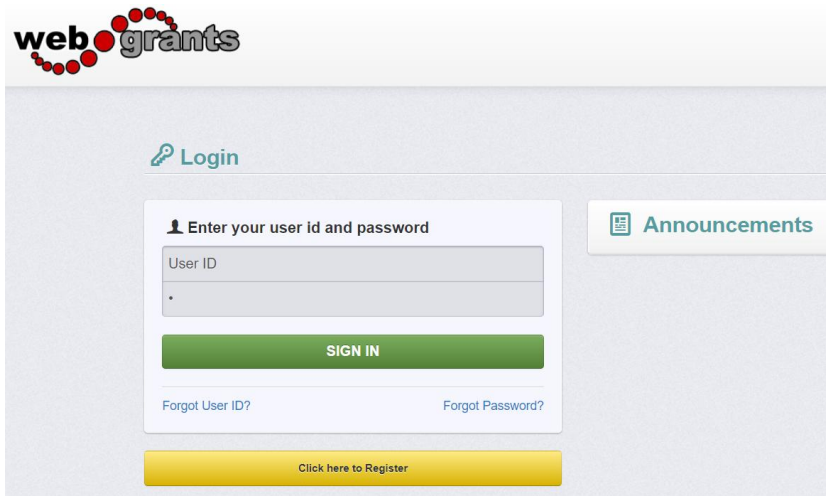 web grants
Login
Enter your user id and password
User ID
•
SIGN IN
Forgot User ID?
Forgot Password?
Click here to Register
Announcements